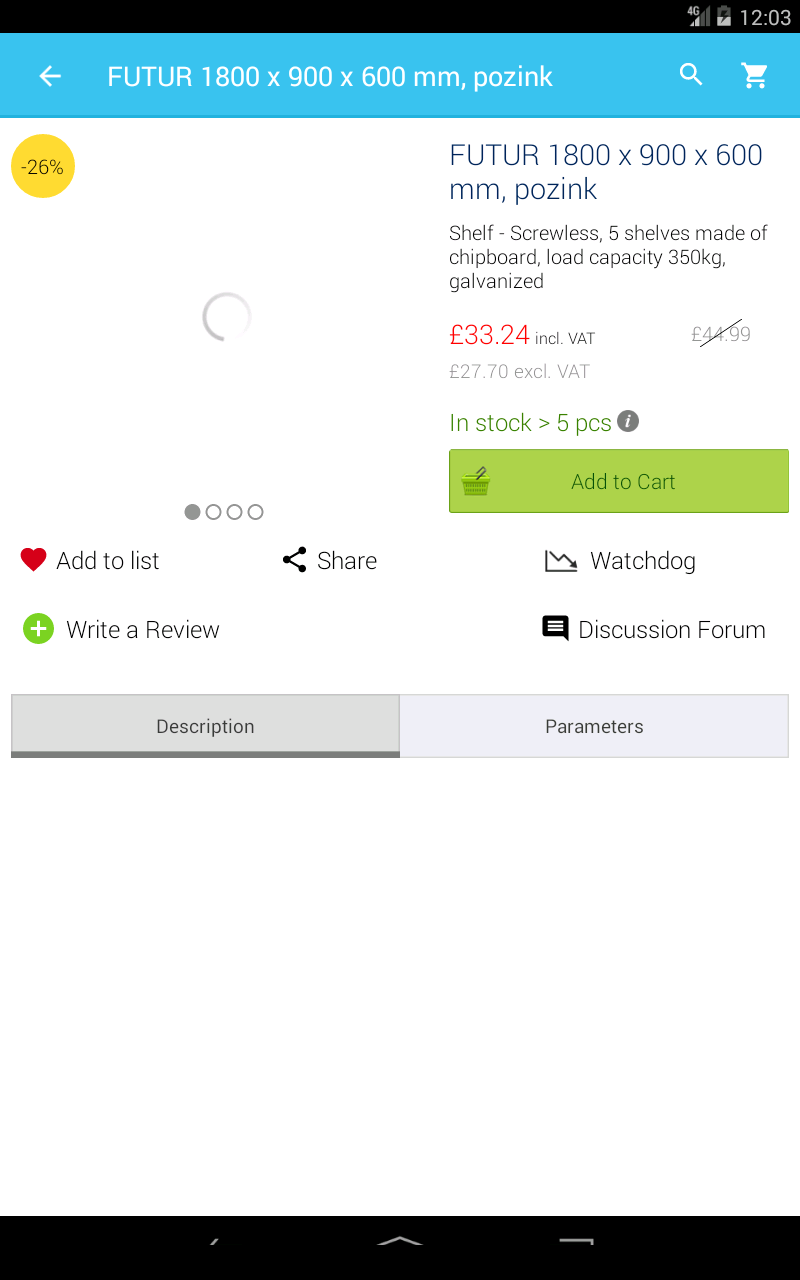 4G 12:03
FUTUR 1800 x 900 x 600 mm, pozink
-26%
FUTUR 1800 x 900 x 600
mm, pozink
Shelf - Screwless, 5 shelves made of
chipboard, load capacity 350kg,
galvanized
£33.24 incl. VAT £44.99
£27.70 excl. VAT
In stock > 5 pcs
Add to Cart
Add to list Share Watchdog
Write a Review Discussion Forum
Description Parameters